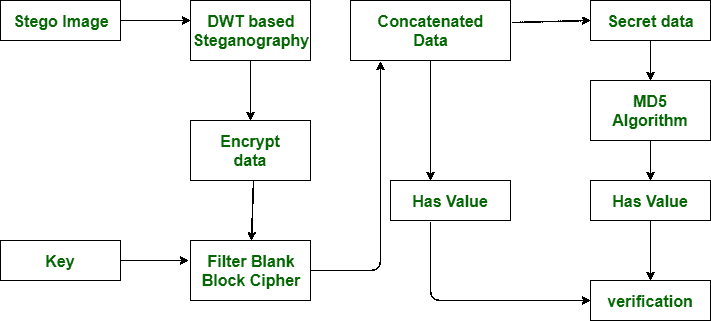 Stego Image
DWT based
Steganography
Concatenated
Data
Secret data
MD5
Algorithm
Encrypt
data
Has Value
Has Value
Key
Filter Blank
Block Cipher
verification